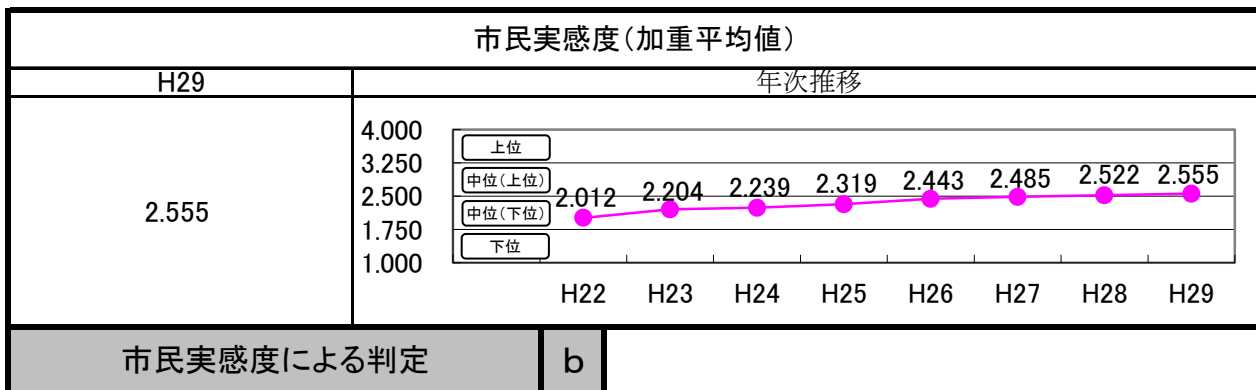 市民実感度(加重平均値)
H29 年次推移
2.555
4.000
3.250
2.500
1.750
1.000
上位
中位(上位)
中位(下位)
下位
2.012 2.204 2.239 2.319 2.443 2.485 2.522 2.555
H22 H23 H24 H25 H26 H27 H28 H29
市民実感度による判定 b